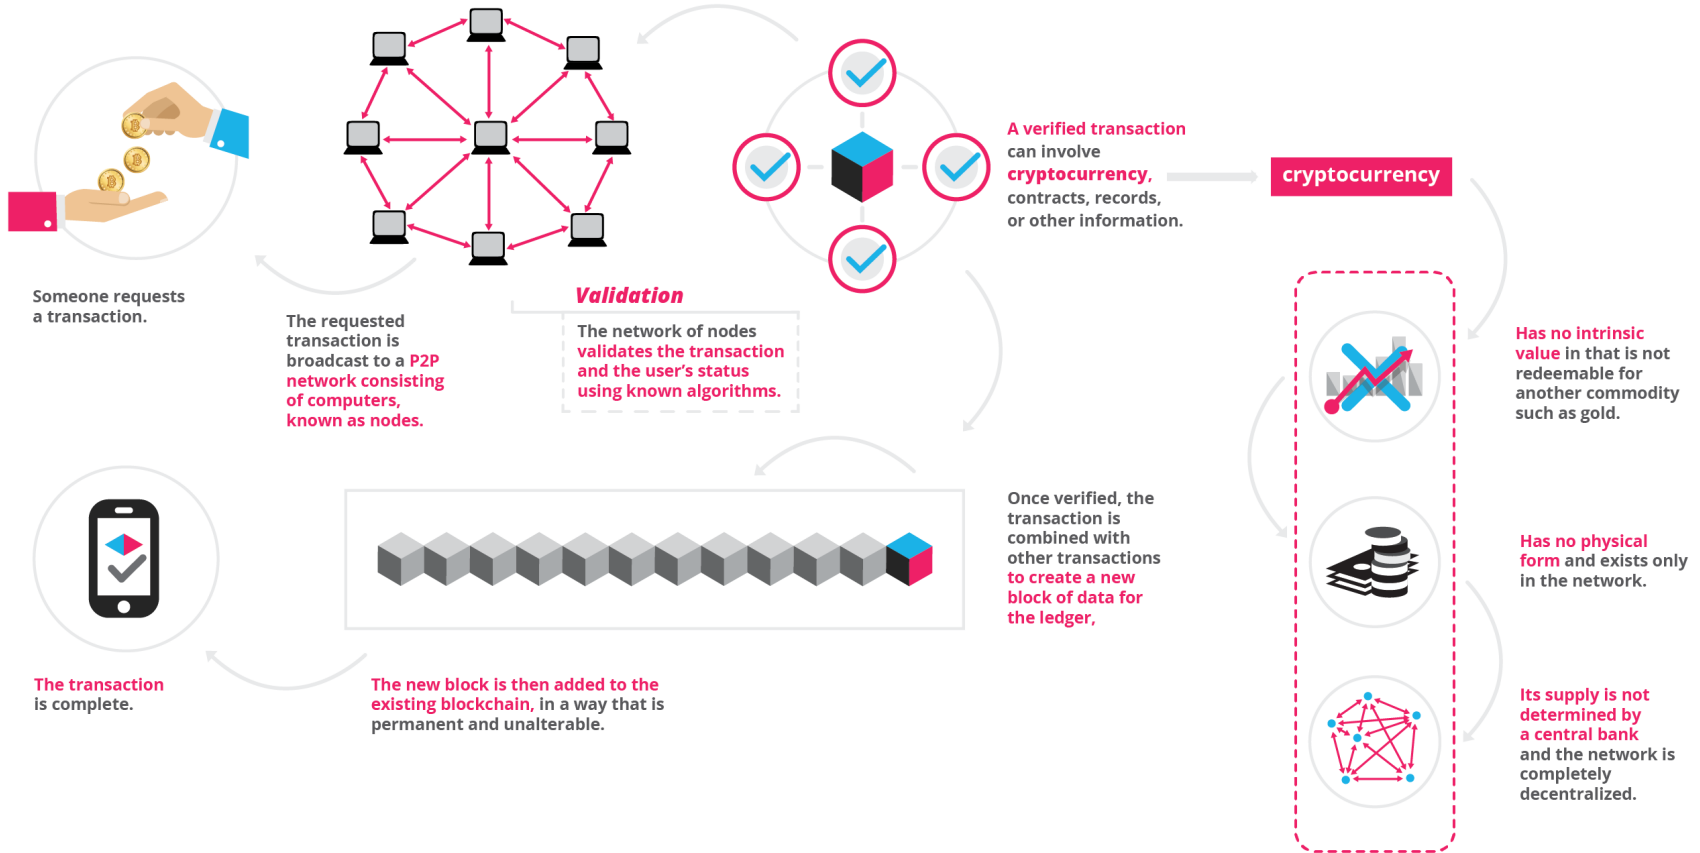 Someone requests
a transaction.
The requested
transaction is
broadcast to a P2P
network consisting
of computers,
known as nodes.
Validation
The network of nodes
validates the transaction
and the user's status
using known algorithms.
A verified transaction
can involve
cryptocurrency,
contracts, records,
or other information.
cryptocurrency
Has no intrinsic
value in that is not
redeemable for
another commodity
such as gold.
Has no physical
form and exists only
in the network.
Its supply is not
determined by
a central bank
and the network is
completely
decentralized.
Once verified, the
transaction is
combined with
other transactions
to create a new
block of data for
the ledger,
The new block is then added to the
existing blockchain, in a way that is
permanent and unalterable.
The transaction
is complete.